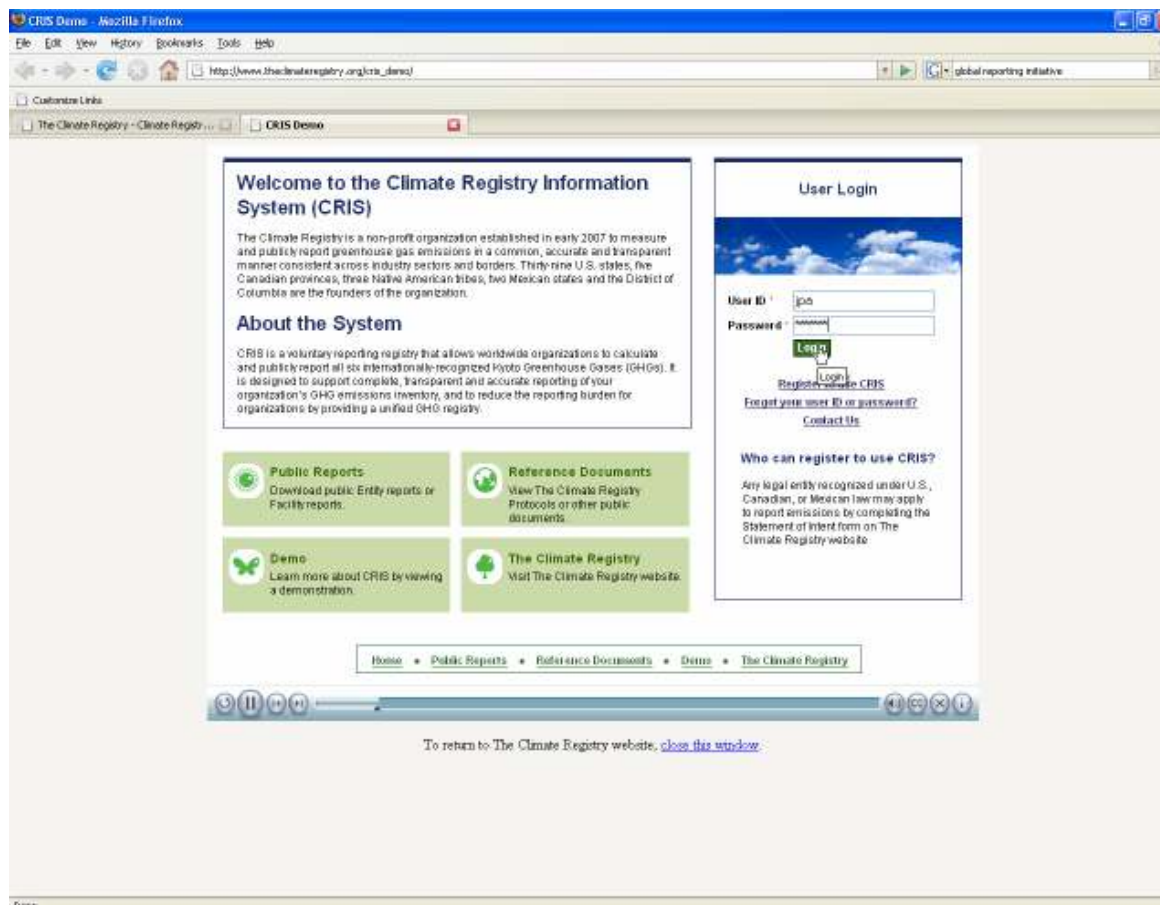 CRIS Demo - Mozilla Firefox
File Edit View History Bookmarks Tools Help
http://www.theclimateregistry.org/cris_demo/
global reporting initiative
Customize Links
The Climate Registry - Climate Registr...
CRIS Demo
Welcome to the Climate Registry Information
System (CRIS)
The Climate Registry is a non-profit organization established in early 2007 to measure
and publicly report greenhouse gas emissions in a common, accurate and transparent
manner consistent across industry sectors and borders. Thirty-nine U.S. states, five
Canadian provinces, three Native American tribes, two Mexican states and the District of
Columbia are the founders of the organization.
About the System
CRIS is a voluntary reporting registry that allows worldwide organizations to calculate
and publicly report all six internationally-recognized Kyoto Greenhouse Gases (GHGs). It
is designed to support complete, transparent and accurate reporting of your
organization's GHG emissions inventory, and to reduce the reporting burden for
organizations by providing a unified GHG registry.
User Login
User ID *
Password *
*******
Login
Login
Register to use CRIS
Forgot your user ID or password?
Contact Us
Who can register to use CRIS?
Any legal entity recognized under U.S.,
Canadian, or Mexican law may apply
to report emissions by completing the
Statement of Intent form on The
Climate Registry website
Public Reports
Download public Entity reports or
Facility reports.
Reference Documents
View The Climate Registry
Protocols or other public
documents.
Demo
Learn more about CRIS by viewing
a demonstration.
The Climate Registry
Visit The Climate Registry website.
Home • Public Reports • Reference Documents • Demo • The Climate Registry
CC
To return to The Climate Registry website, close this window.